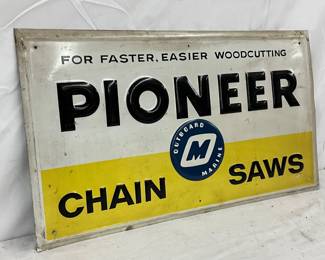 FOR FASTER, EASIER WOODCUTTING
PIONEER
OUTBOARD
M
MARINE
CHAIN SAWS